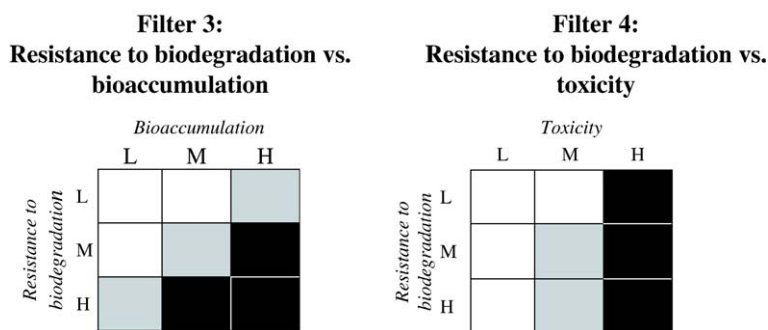 Filter 3:
Resistance to biodegradation vs.
bioaccumulation
Bioaccumulation
L M H
Resistance to
biodegradation
L
M
H
Filter 4:
Resistance to biodegradation vs.
toxicity
Toxicity
L M H
Resistance to
biodegradation
L
M
H